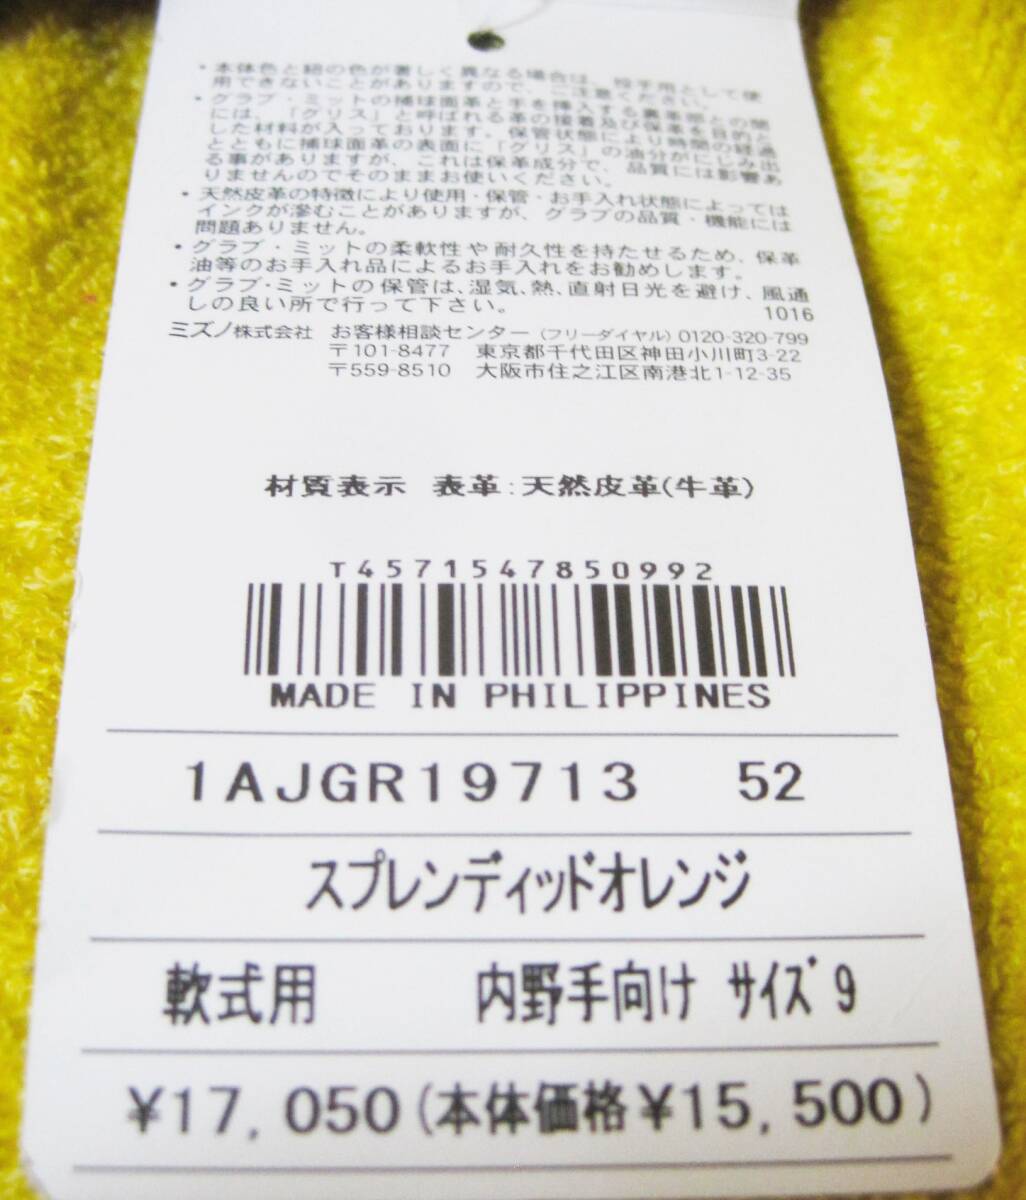 ・本体色と紐の色が著しく異なる場合は、投手用として使
用できないことがありますので、ご注意ください。
・グラブ・ミットの捕球面革と手を挿入する裏革部との間
には、「グリス」と呼ばれる革の接着及び保革を目的と
した材料が入っております。保管状態により時間の経過
とともに捕球面革の表面に「グリス」の油分がにじみ出
る事がありますが、これは保革成分で、品質には影響あ
りませんのでそのままお使いください。
・天然皮革の特徴により使用・保管・お手入れ状態によっては
インクが滲むことがありますが、グラブの品質・機能には
問題ありません。
・グラブ・ミットの柔軟性や耐久性を持たせるため、保革
油等のお手入れ品によるお手入れをお勧めします。
・グラブ・ミットの保管は、湿気、熱、直射日光を避け、風通
しの良い所で行って下さい。 1016
ミズノ株式会社 お客様相談センター (フリーダイヤル) 0120-320-799
〒101-8477 東京都千代田区神田小川町3-22
〒559-8510 大阪市住之江区南港北1-12-35
材質表示 表革:天然皮革(牛革)
T4571547850992
MADE IN PHILIPPINES
1AJGR19713 52
スプレンディッドオレンジ
軟式用 内野手向け サイズ9
¥17,050(本体価格¥15,500)